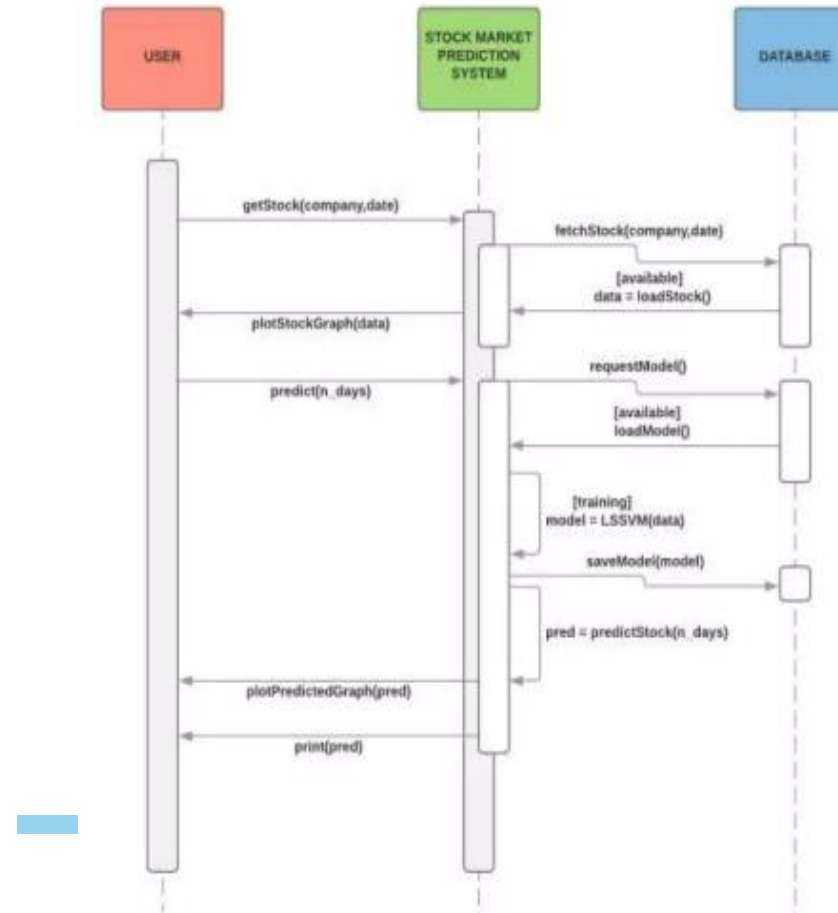 USER
STOCK MARKET
PREDICTION
SYSTEM
DATABASE
getStock(company,date)
fetchStock(company,date)
[available]
data = loadStock()
plotStockGraph(data)
requestModel()
predict(n_days)
[available]
loadModel()
[training]
model = LSSVM(data)
saveModel(model)
pred = predictStock(n_days)
plotPredictedGraph(pred)
print(pred)